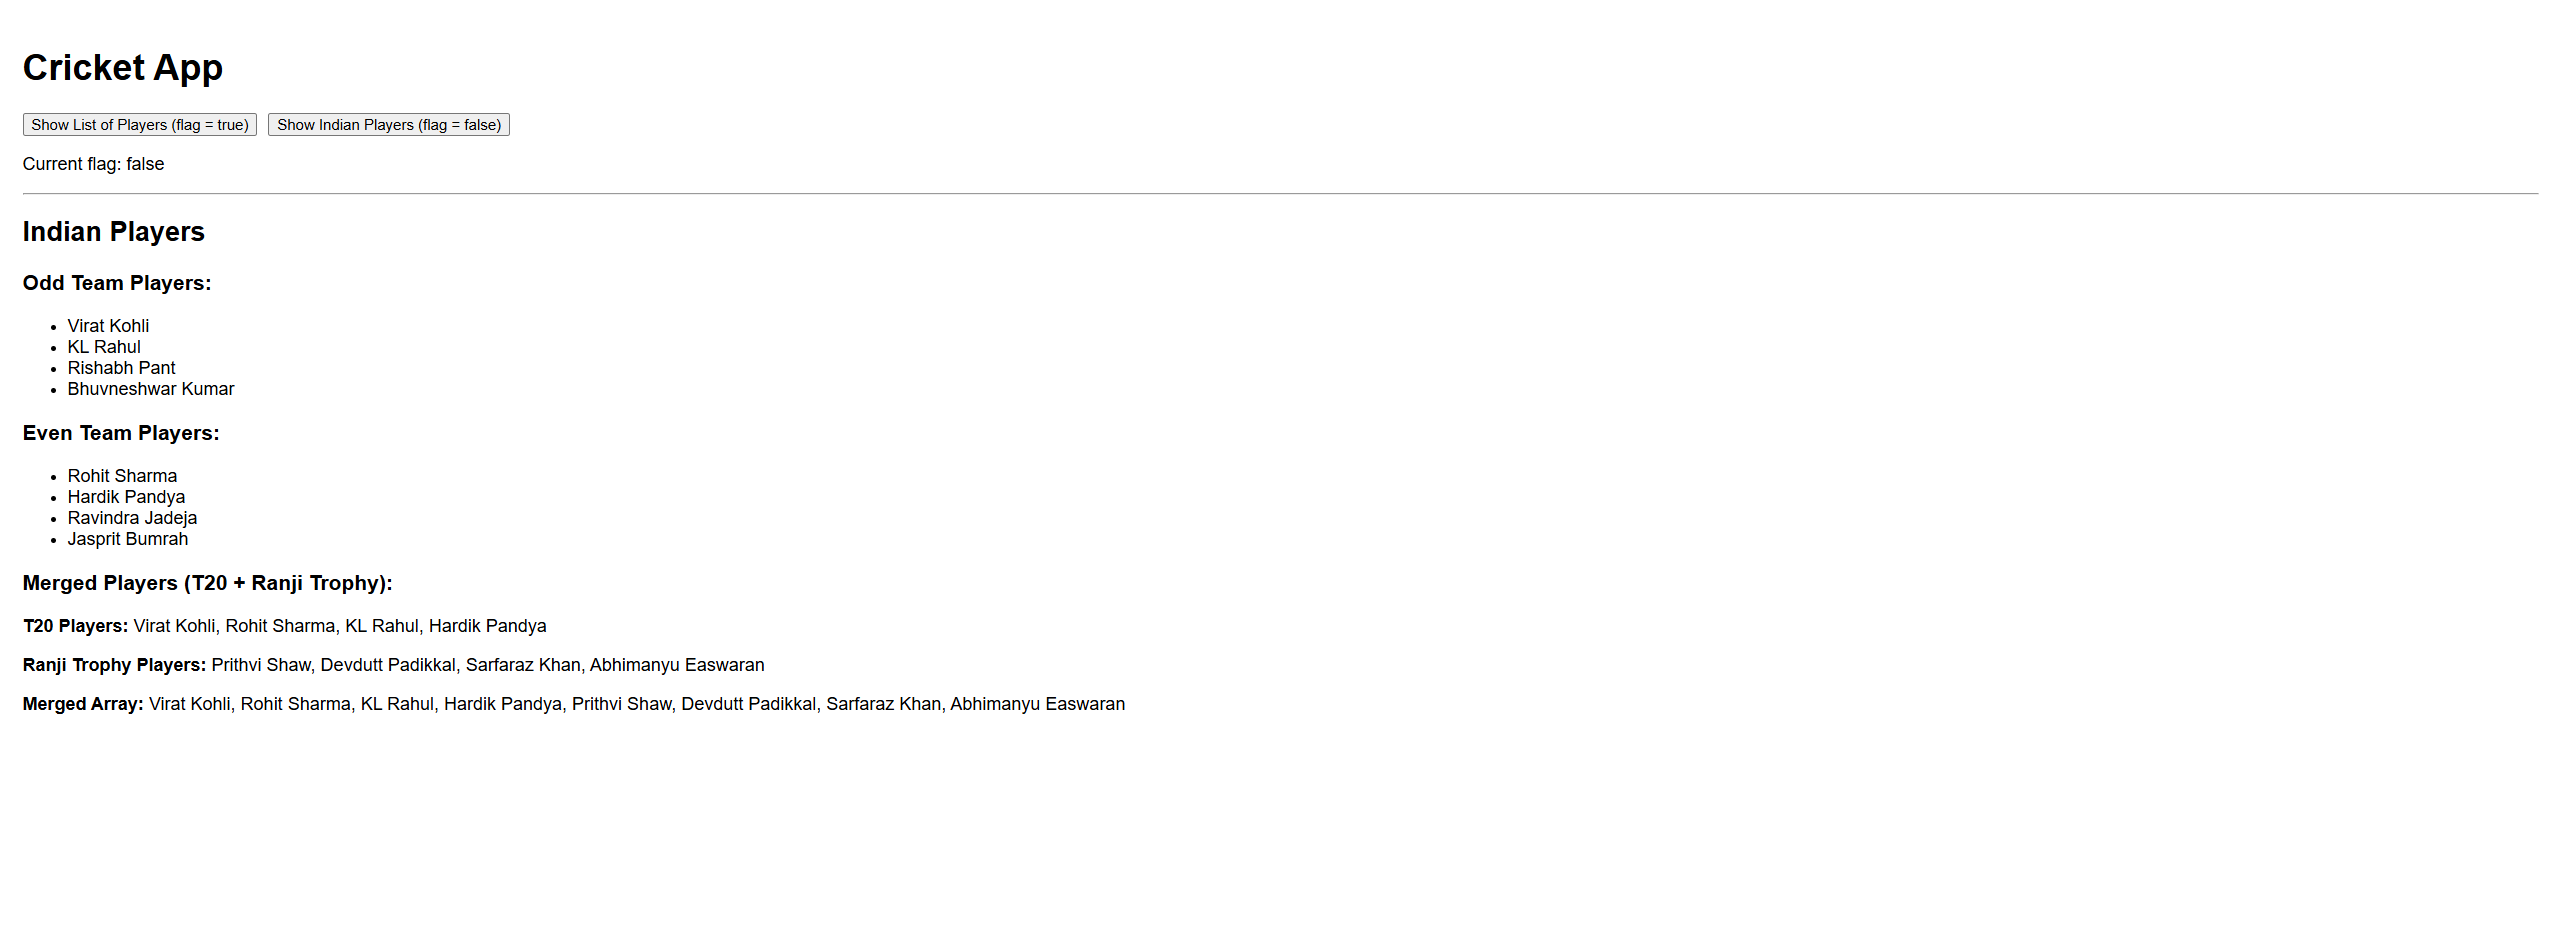 Cricket App
Show List of Players (flag = true) Show Indian Players (flag = false)
Current flag: false
Indian Players
Odd Team Players:
Virat Kohli
KL Rahul
Rishabh Pant
Bhuvneshwar Kumar
Even Team Players:
Rohit Sharma
Hardik Pandya
Ravindra Jadeja
Jasprit Bumrah
Merged Players (T20 + Ranji Trophy):
T20 Players: Virat Kohli, Rohit Sharma, KL Rahul, Hardik Pandya
Ranji Trophy Players: Prithvi Shaw, Devdutt Padikkal, Sarfaraz Khan, Abhimanyu Easwaran
Merged Array: Virat Kohli, Rohit Sharma, KL Rahul, Hardik Pandya, Prithvi Shaw, Devdutt Padikkal, Sarfaraz Khan, Abhimanyu Easwaran